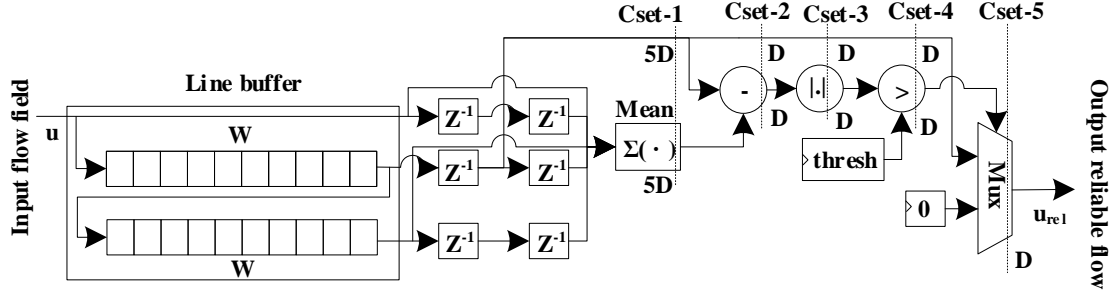 Cset-1 Cset-2 Cset-3 Cset-4 Cset-5
5D D D D
Line buffer
Input flow field
u
W
Z⁻¹ Z⁻¹
Mean
- |.| >
D D D
Σ( · )
5D
Z⁻¹ Z⁻¹
thresh
Mux
0
W
Z⁻¹ Z⁻¹
u_rel
D
Output reliable flow